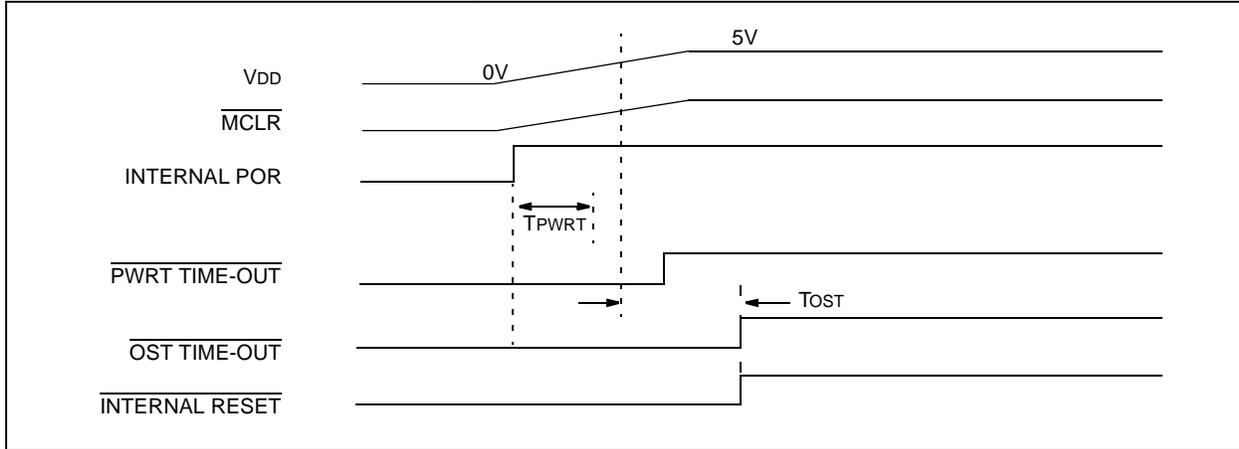 5V
0V
VDD
MCLR
INTERNAL POR
TPWRT
PWRT TIME-OUT
TOST
OST TIME-OUT
INTERNAL RESET